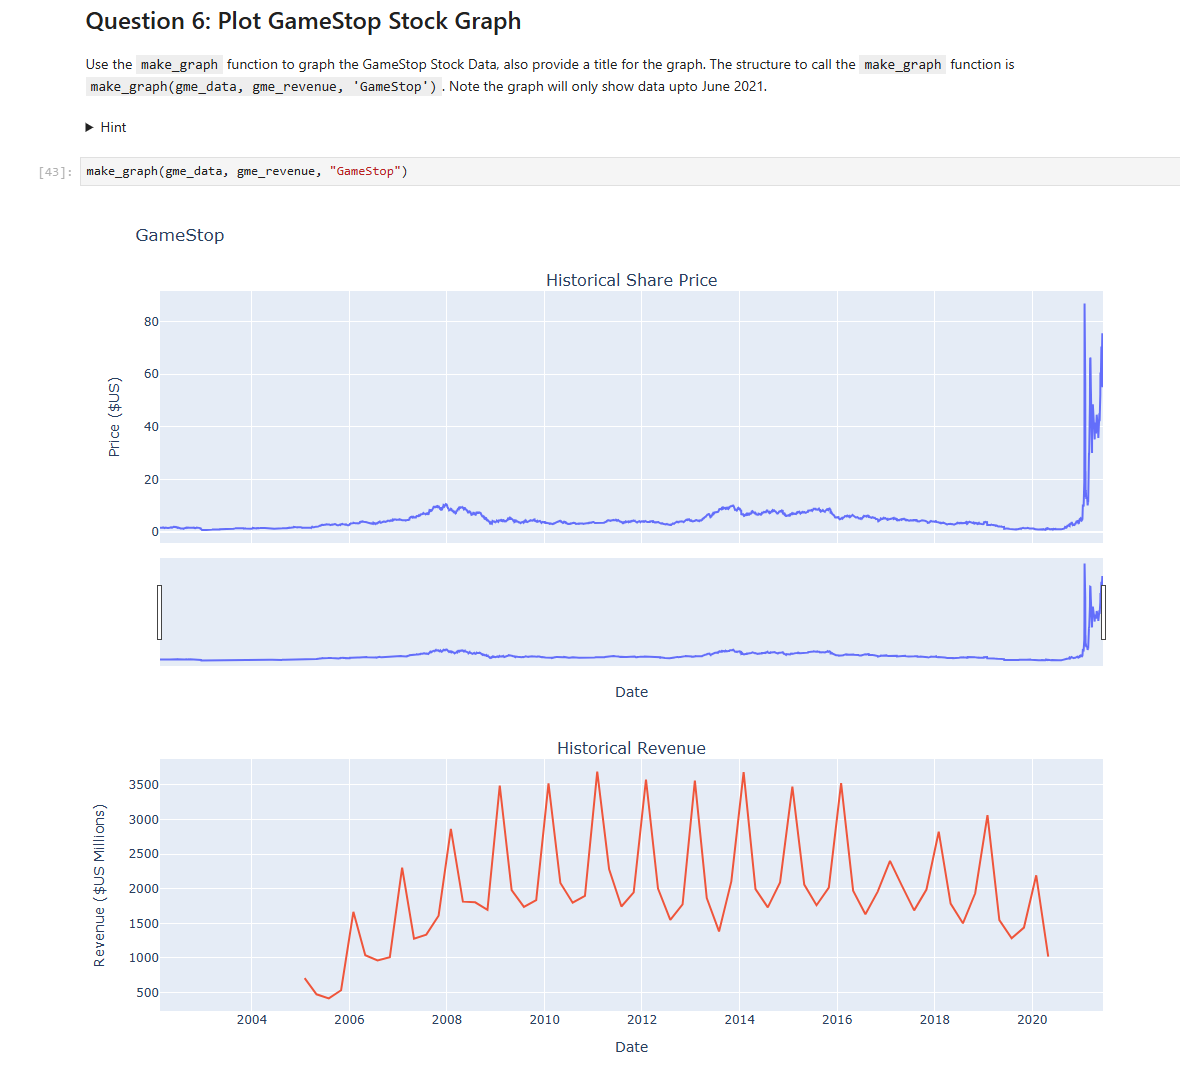 Question 6: Plot GameStop Stock Graph
Use the make_graph function to graph the GameStop Stock Data, also provide a title for the graph. The structure to call the make_graph function is
make_graph(gme_data, gme_revenue, 'GameStop') . Note the graph will only show data upto June 2021.
Hint
[43]: make_graph(gme_data, gme_revenue, "GameStop")
GameStop
Historical Share Price
80
60
40
20
0
Price ($US)
Date
Historical Revenue
3500
3000
2500
2000
1500
1000
500
Revenue ($US Millions)
2004 2006 2008 2010 2012 2014 2016 2018 2020
Date